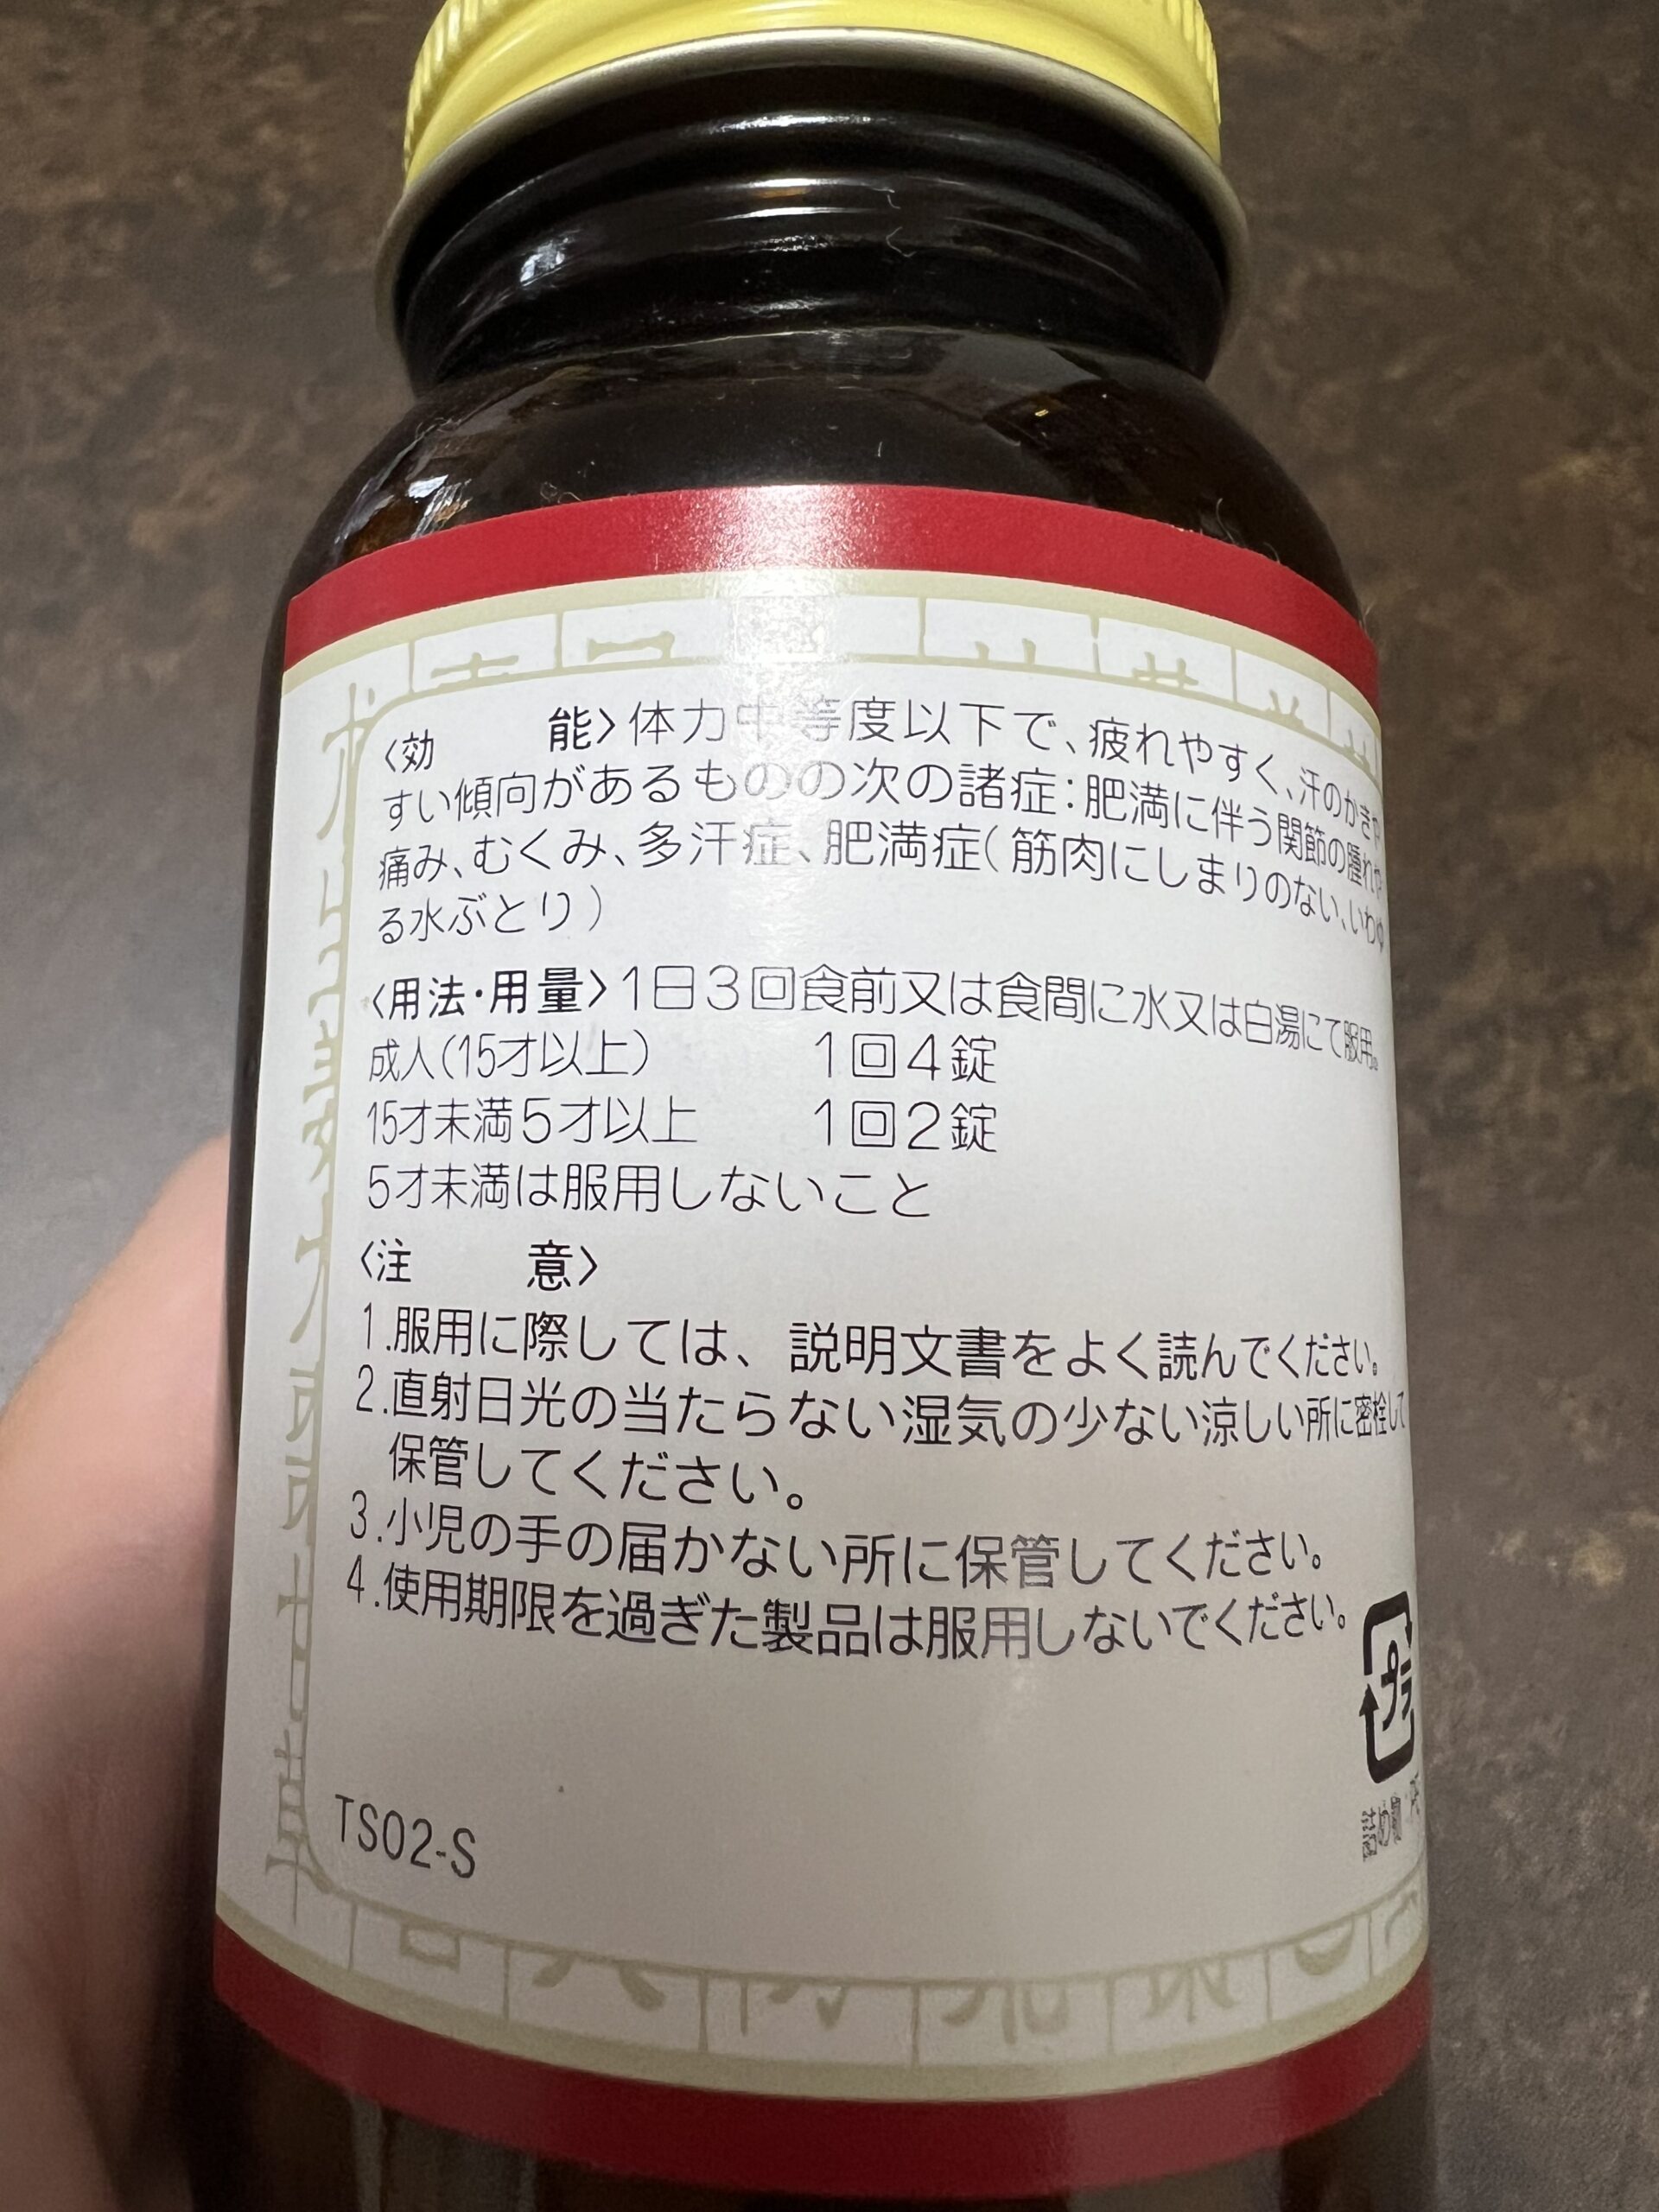 〈効　能〉体力中等度以下で、疲れやすく、汗のかきや
すい傾向があるものの次の諸症：肥満に伴う関節の腫れや
痛み、むくみ、多汗症、肥満症（筋肉にしまりのない、いわゆ
る水ぶとり）
〈用法・用量〉1日3回食前又は食間に水又は白湯にて服用。
成人（15才以上）　1回4錠
15才未満5才以上　1回2錠
5才未満は服用しないこと
〈注　意〉
1.服用に際しては、説明文書をよく読んでください。
2.直射日光の当たらない湿気の少ない涼しい所に密栓して
保管してください。
3.小児の手の届かない所に保管してください。
4.使用期限を過ぎた製品は服用しないでください。
プラ
TS02-S